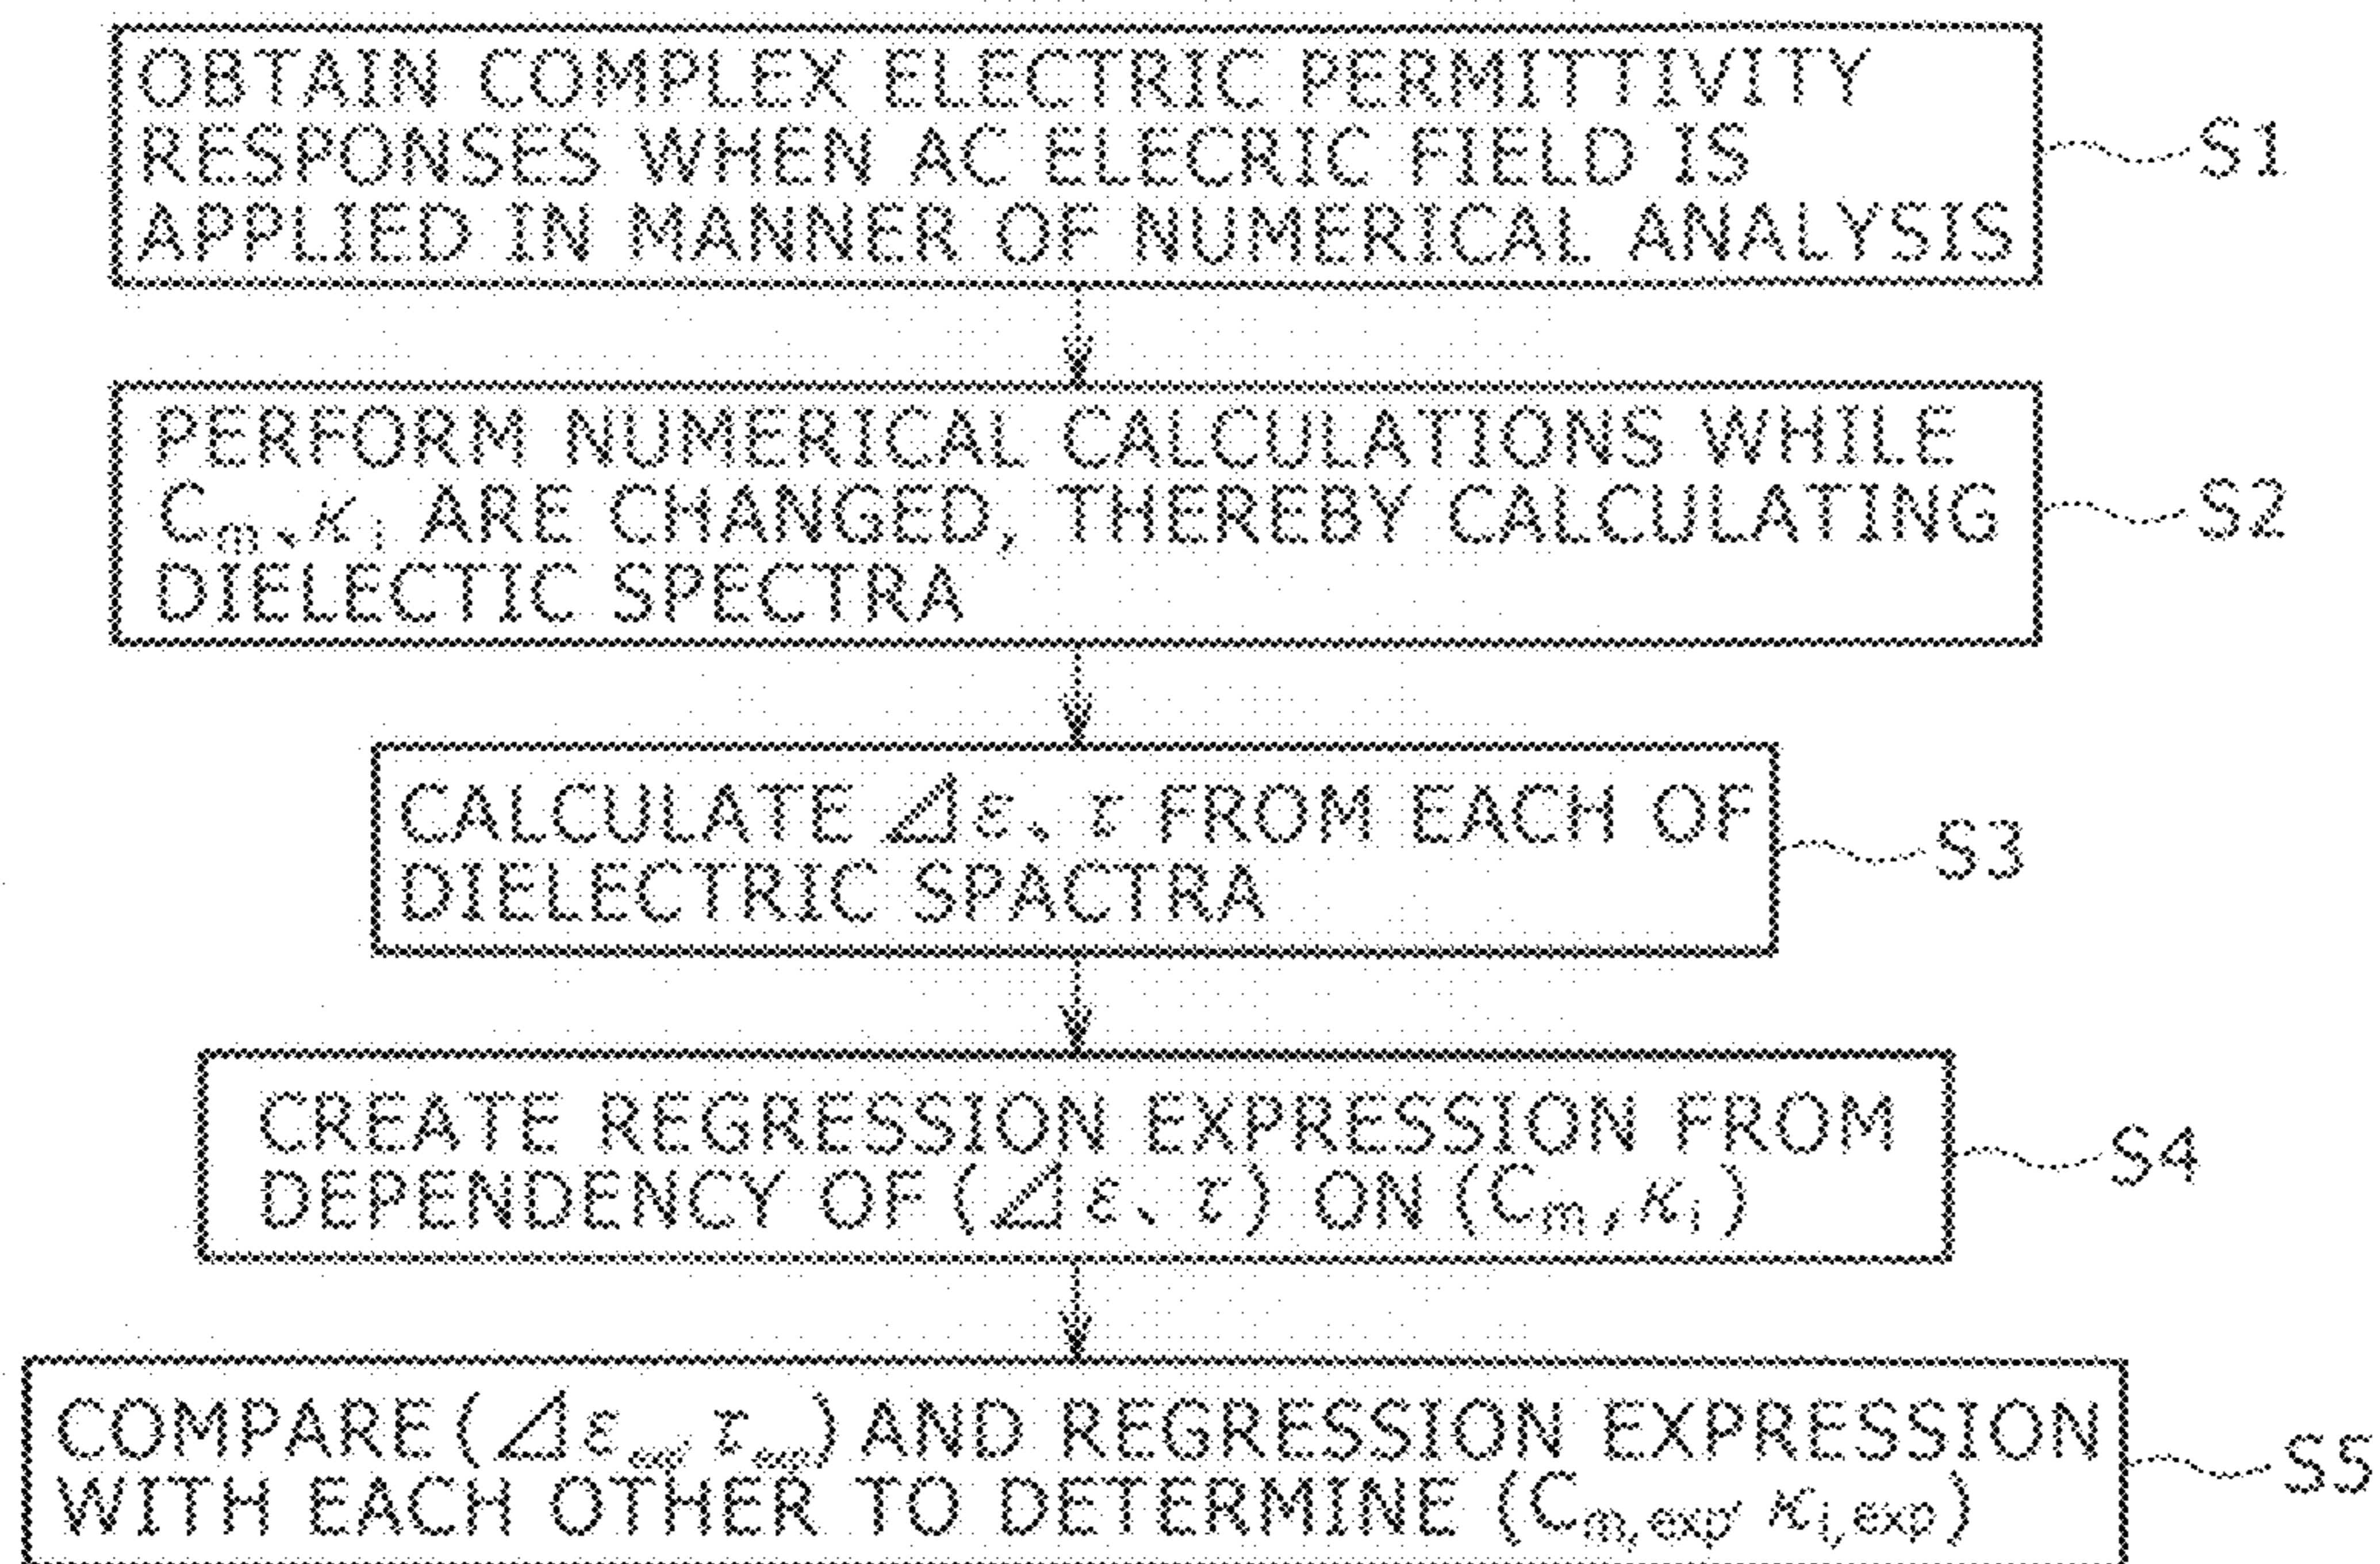 OBTAIN COMPLEX ELECTRIC PERMITTIVITY
RESPONSES WHEN AC ELECRIC FIELD IS
APPLIED IN MANNER OF NUMERICAL ANALYSIS
S1
PERFORM NUMERICAL CALCULATIONS WHILE
Cm、κi ARE CHANGED, THEREBY CALCULATING
DIELECTIC SPECTRA
S2
CALCULATE Δε、τ FROM EACH OF
DIELECTRIC SPACTRA
S3
CREATE REGRESSION EXPRESSION FROM
DEPENDENCY OF (Δε、τ) ON (Cm, κi)
S4
COMPARE (Δεexp, τexp) AND REGRESSION EXPRESSION
WITH EACH OTHER TO DETERMINE (Cm,exp, κi,exp)
S5